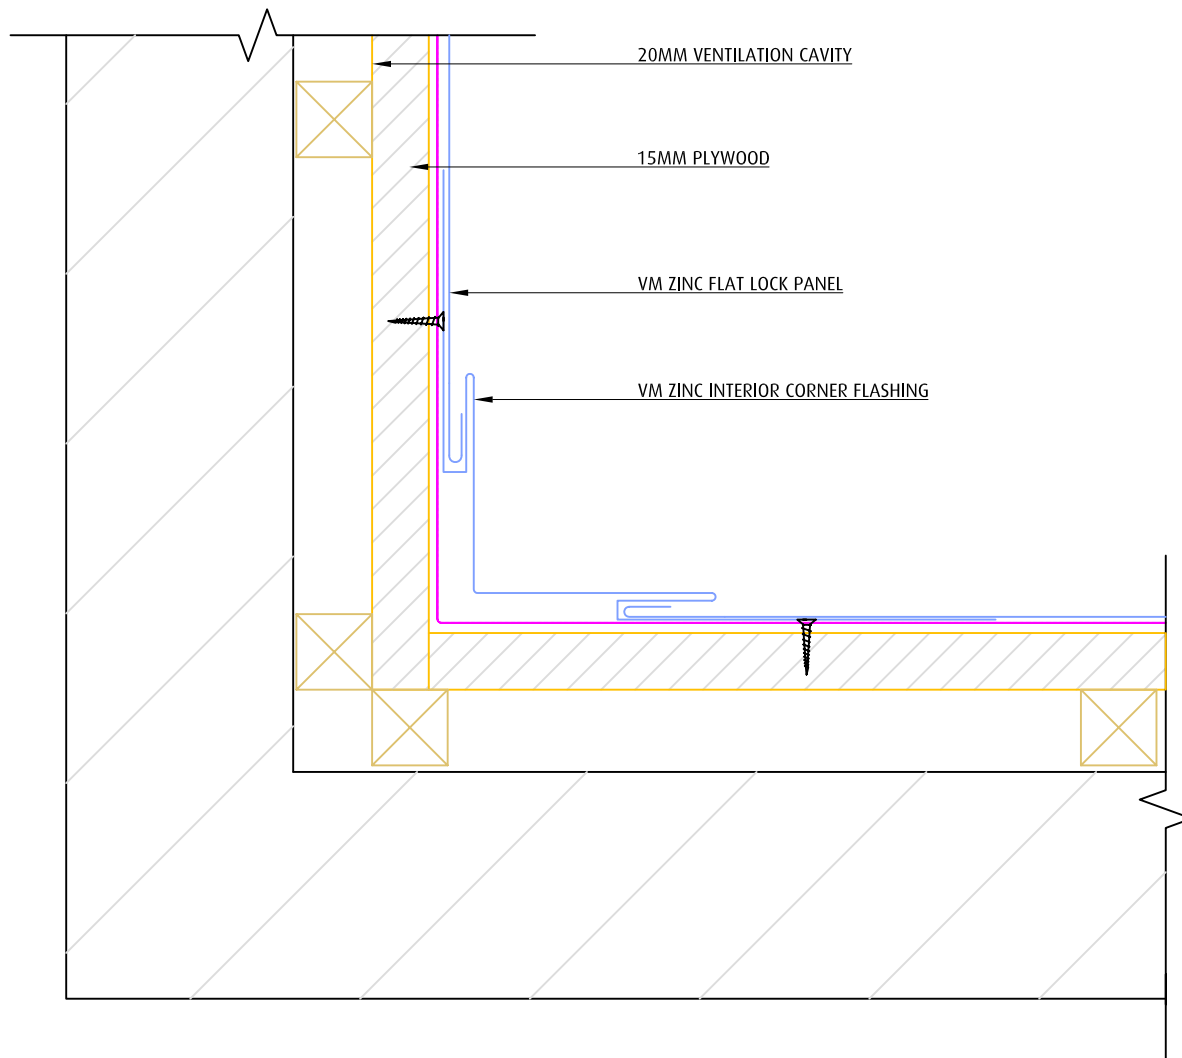 20MM VENTILATION CAVITY
15MM PLYWOOD
VM ZINC FLAT LOCK PANEL
VM ZINC INTERIOR CORNER FLASHING